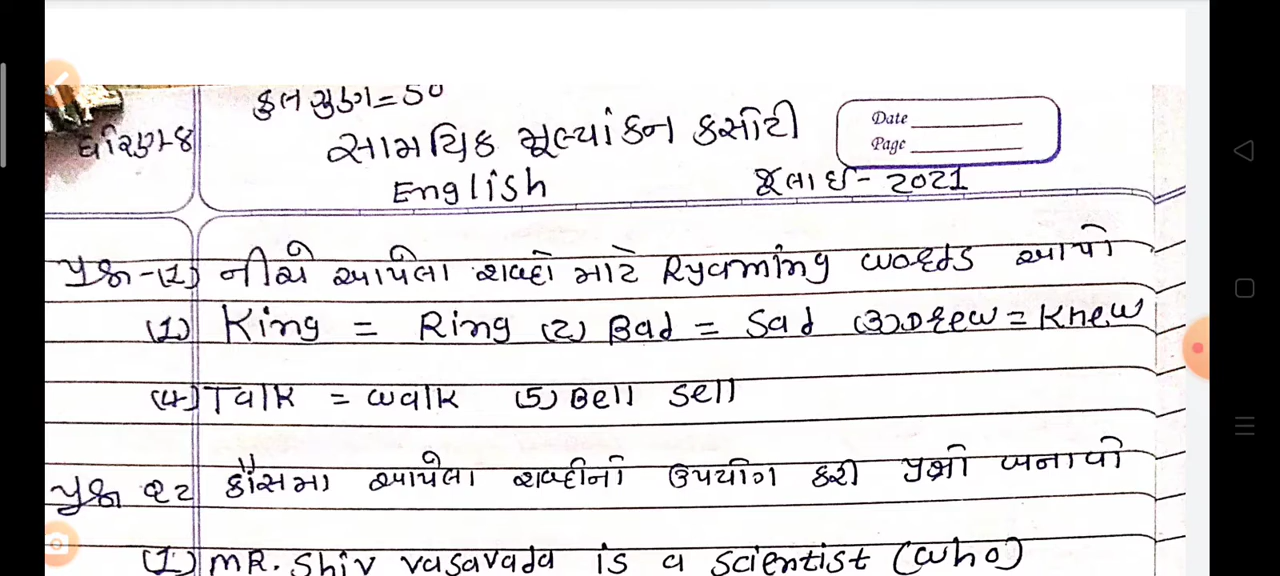 કુલ ગુણ = 50
ધોરણ-૪
સામયિક મૂલ્યાંકન કસોટી
Date
Page
English
જૂલાઈ - 2021
પ્રશ્ન -(1) નીચે આપેલા શબ્દો માટે Ryaming words આપો
(1) King = Ring (2) Bad = Sad (3) Drew = Knew
(4) Talk = walk (5) Bell sell
પ્રશ્ન 2 કૌંસમાં આપેલા શબ્દોનો ઉપયોગ કરી પ્રશ્નો બનાવો
(1) MR. Shiv vasavada is a scientist (who)